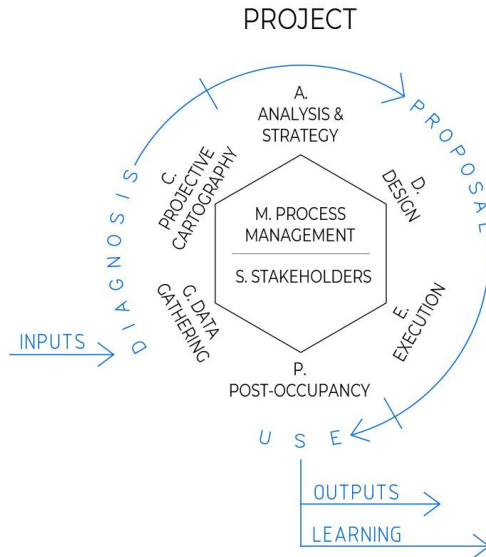 PROJECT
A.
ANALYSIS &
STRATEGY
PROPOSAL
D.
DESIGN
C.
PROJECTIVE
CARTOGRAPHY
DIAGNOSIS
M. PROCESS
MANAGEMENT
S. STAKEHOLDERS
G. DATA
GATHERING
E.
EXECUTION
INPUTS
P.
POST-OCCUPANCY
USE
OUTPUTS
LEARNING